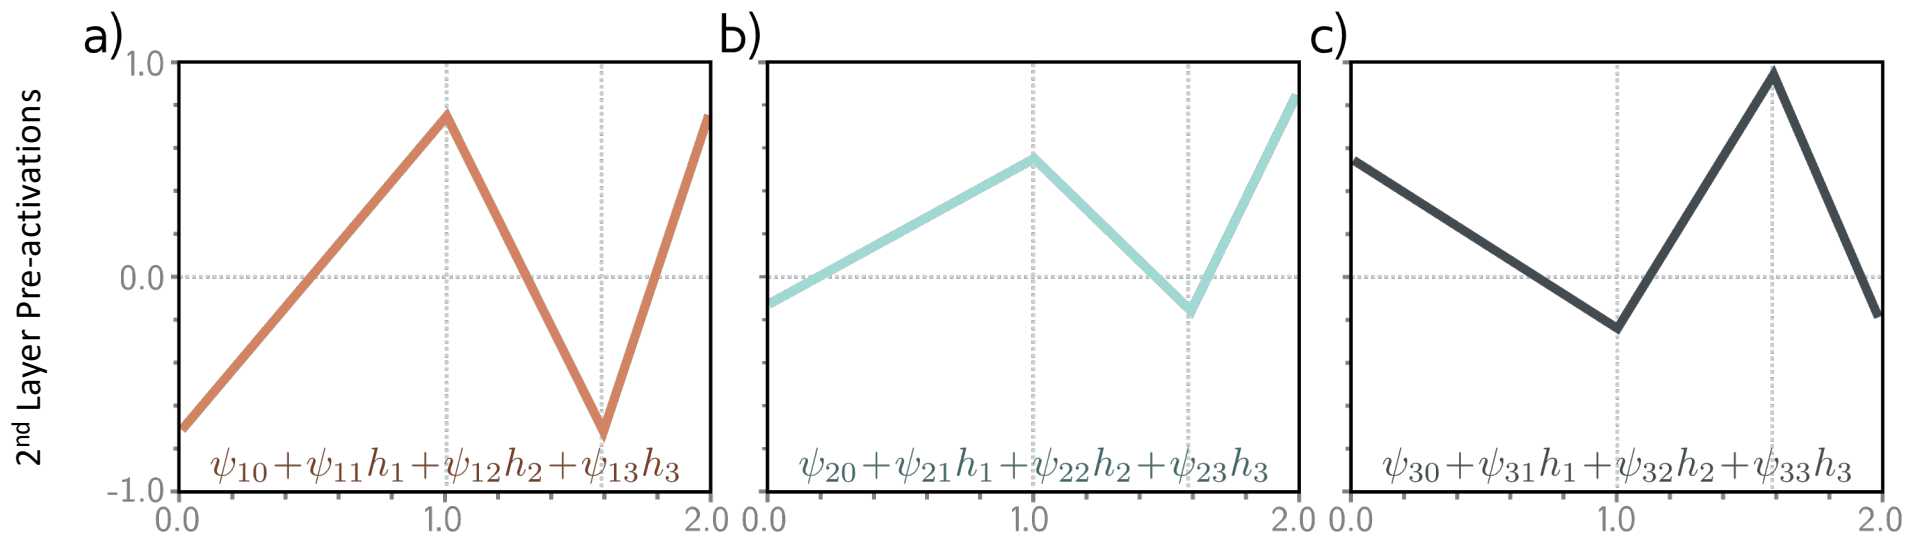 a) b) c)
2nd Layer Pre-activations
1.0
0.0
-1.0
ψ₁₀+ψ₁₁h₁+ψ₁₂h₂+ψ₁₃h₃
ψ₂₀+ψ₂₁h₁+ψ₂₂h₂+ψ₂₃h₃
ψ₃₀+ψ₃₁h₁+ψ₃₂h₂+ψ₃₃h₃
0.0 1.0 2.0 0.0 1.0 2.0 0.0 1.0 2.0